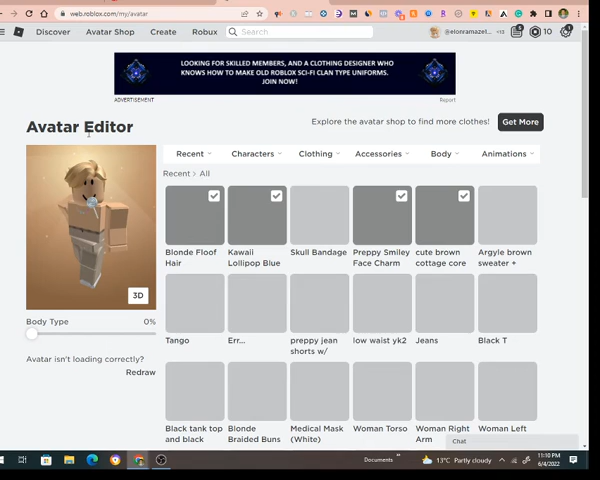 web.roblox.com/my/avatar
Discover Avatar Shop Create Robux Search 10
LOOKING FOR SKILLED MEMBERS, AND A CLOTHING DESIGNER WHO
KNOWS HOW TO MAKE OLD ROBLOX SCI-FI CLAN TYPE UNIFORMS.
JOIN NOW!
ADVERTISEMENT Report
Avatar Editor
Explore the avatar shop to find more clothes! Get More
Recent Characters Clothing Accessories Body Animations
Recent > All
3D
Blonde Floof
Hair
Kawaii
Lollipop Blue
Skull Bandage
Preppy Smiley
Face Charm
cute brown
cottage core
Argyle brown
sweater +
Body Type 0%
Tango
Err...
preppy jean
shorts w/
low waist yk2
Jeans
Black T
Avatar isn't loading correctly?
Redraw
Black tank top
and black
Blonde
Braided Buns
Medical Mask
(White)
Woman Torso
Woman Right
Arm
Woman Left
Chat
Documents
13°C Partly cloudy
11:10 PM
6/4/2022